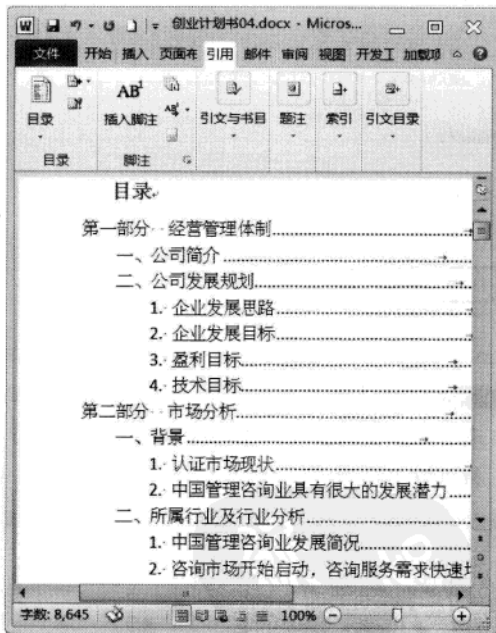 创业计划书04.docx - Micros...
文件 开始 插入 页面布 引用 邮件 审阅 视图 开发工 加载项
目录 AB¹ 插入脚注 AB 引文与书目 题注 索引 引文目录
目录 脚注
目录
第一部分 经营管理体制
一、公司简介
二、公司发展规划
1. 企业发展思路
2. 企业发展目标
3. 盈利目标
4. 技术目标
第二部分 市场分析
一、背景
1. 认证市场现状
2. 中国管理咨询业具有很大的发展潜力
二、所属行业及行业分析
1. 中国管理咨询业发展简况
2. 咨询市场开始启动，咨询服务需求快速
字数: 8,645 100%